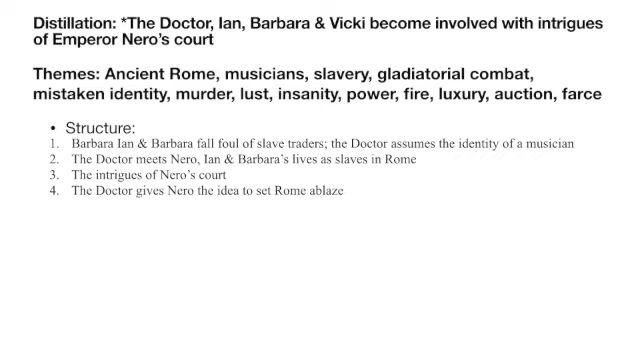 Distillation: *The Doctor, Ian, Barbara & Vicki become involved with intrigues
of Emperor Nero's court
Themes: Ancient Rome, musicians, slavery, gladiatorial combat,
mistaken identity, murder, lust, insanity, power, fire, luxury, auction, farce
• Structure:
1. Barbara Ian & Barbara fall foul of slave traders; the Doctor assumes the identity of a musician
2. The Doctor meets Nero, Ian & Barbara's lives as slaves in Rome
3. The intrigues of Nero's court
4. The Doctor gives Nero the idea to set Rome ablaze